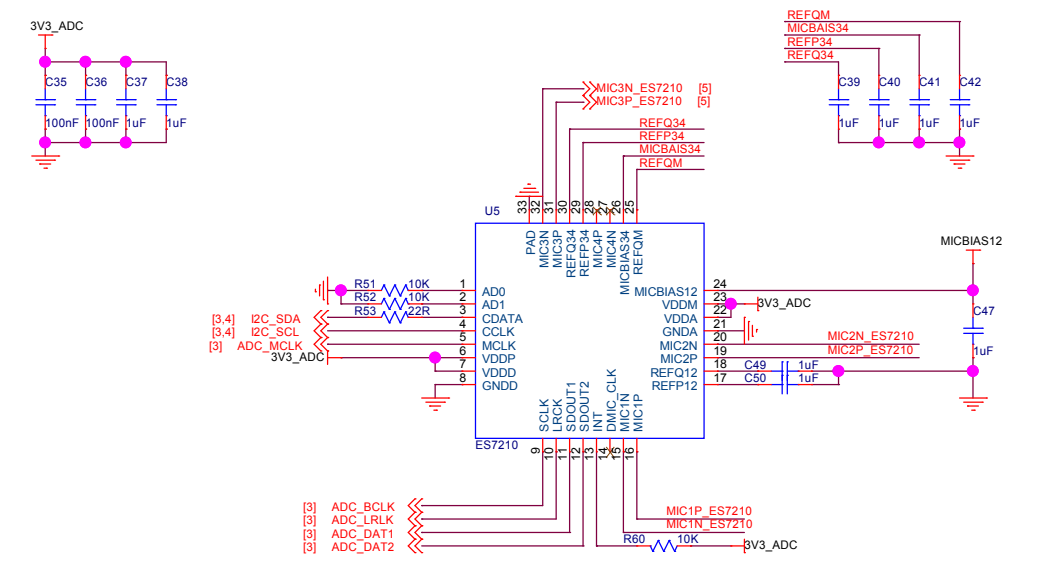 3V3_ADC
C35 C36 C37 C38
100nF 100nF 1uF 1uF
REFQM
MICBAIS34
REFP34
REFQ34
C39 C40 C41 C42
1uF 1uF 1uF 1uF
MIC3N_ES7210 [5]
MIC3P_ES7210 [5]
REFQ34
REFP34
MICBAIS34
REFQM
U5
33 32 31 30 29 28 27 26 25
PAD MIC3N MIC3P REFQ34 REFP34 MIC4P MIC4N MICBIAS34 REFQM
R51 10K 1 AD0
R52 10K 2 AD1
R53 22R 3 CDATA
[3,4] I2C_SDA
[3,4] I2C_SCL 4 CCLK
[3] ADC_MCLK 5 MCLK
3V3_ADC 6 VDDP
7 VDDD
8 GNDD
MICBIAS12
MICBIAS12 24
VDDM 23 3V3_ADC
VDDA 22
GNDA 21
MIC2N 20 MIC2N_ES7210
MIC2P 19 MIC2P_ES7210
REFQ12 18 C49 1uF
REFP12 17 C50 1uF
C47
1uF
SCLK LRCK SDOUT1 SDOUT2 INT DMIC_CLK MIC1N MIC1P
ES7210
9 10 11 12 13 14 15 16
[3] ADC_BCLK
[3] ADC_LRLK
[3] ADC_DAT1
[3] ADC_DAT2
MIC1P_ES7210
MIC1N_ES7210
R60 10K 3V3_ADC